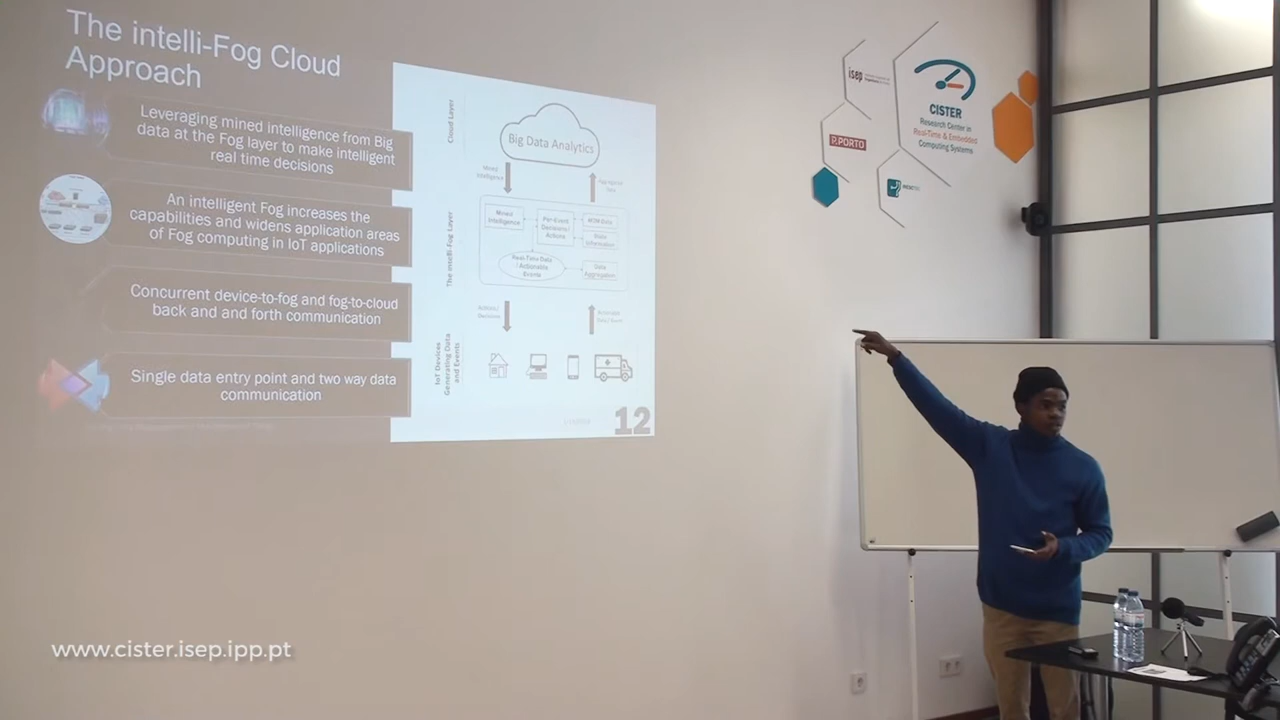 The intelli-Fog Cloud
Approach
Leveraging mined intelligence from Big
data at the Fog layer to make intelligent
real time decisions
An intelligent Fog increases the
capabilities and widens application areas
of Fog computing in IoT applications
Concurrent device-to-fog and fog-to-cloud
back and and forth communication
Single data entry point and two way data
communication
Cloud Layer
Big Data Analytics
Mined
Intelligence
Aggregated
Data
The intelli-Fog Layer
Mined
Intelligence
Per-Event
Decisions/
Actions
M2M Data
Information
Real-Time Data
/ Actionable
Events
Data
Aggregation
Actions/
Decisions
IoT Devices
Generating Data
and Events
12
isep
P.PORTO
CISTER
Research Center in
Real-Time & Embedded
Computing Systems
INESCTEC
www.cister.isep.ipp.pt